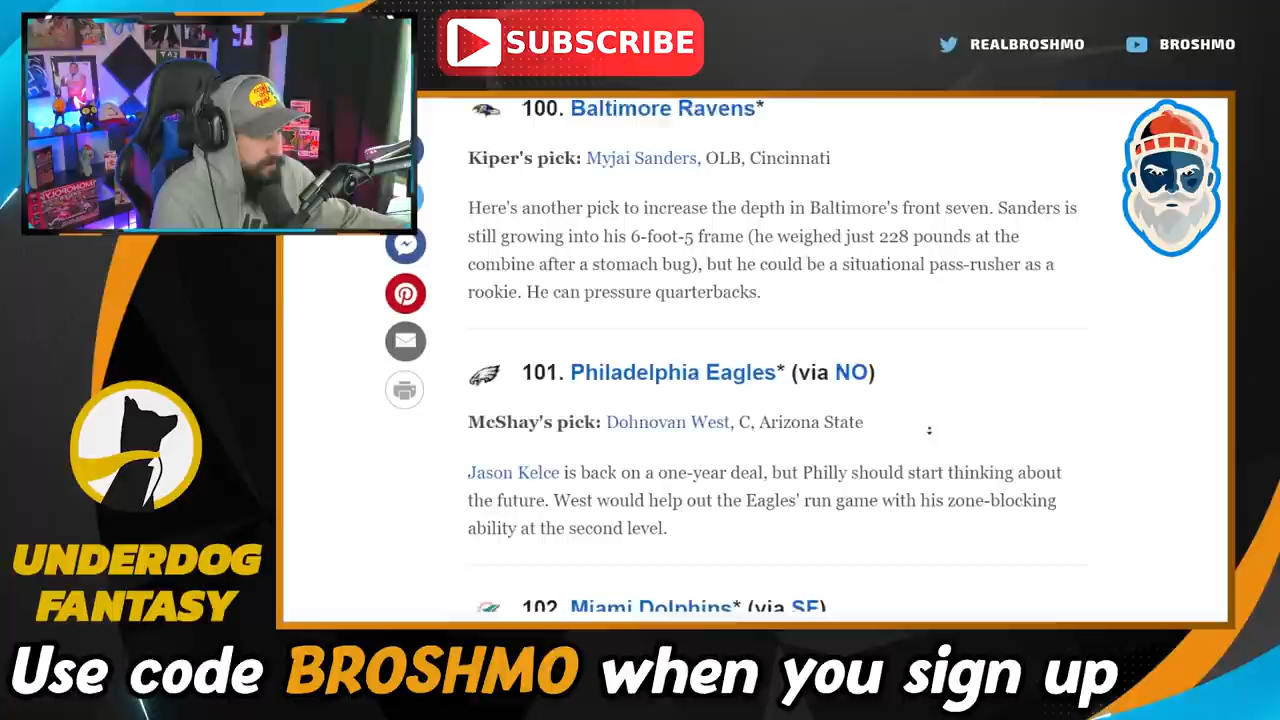 SUBSCRIBE
REALBROSHMO
BROSHMO
100. Baltimore Ravens*
Kiper's pick: Myjai Sanders, OLB, Cincinnati
Here's another pick to increase the depth in Baltimore's front seven. Sanders is
still growing into his 6-foot-5 frame (he weighed just 228 pounds at the
combine after a stomach bug), but he could be a situational pass-rusher as a
rookie. He can pressure quarterbacks.
101. Philadelphia Eagles* (via NO)
McShay's pick: Dohnovan West, C, Arizona State
Jason Kelce is back on a one-year deal, but Philly should start thinking about
the future. West would help out the Eagles' run game with his zone-blocking
ability at the second level.
102. Miami Dolphins* (via SF)
UNDERDOG
FANTASY
Use code BROSHMO when you sign up